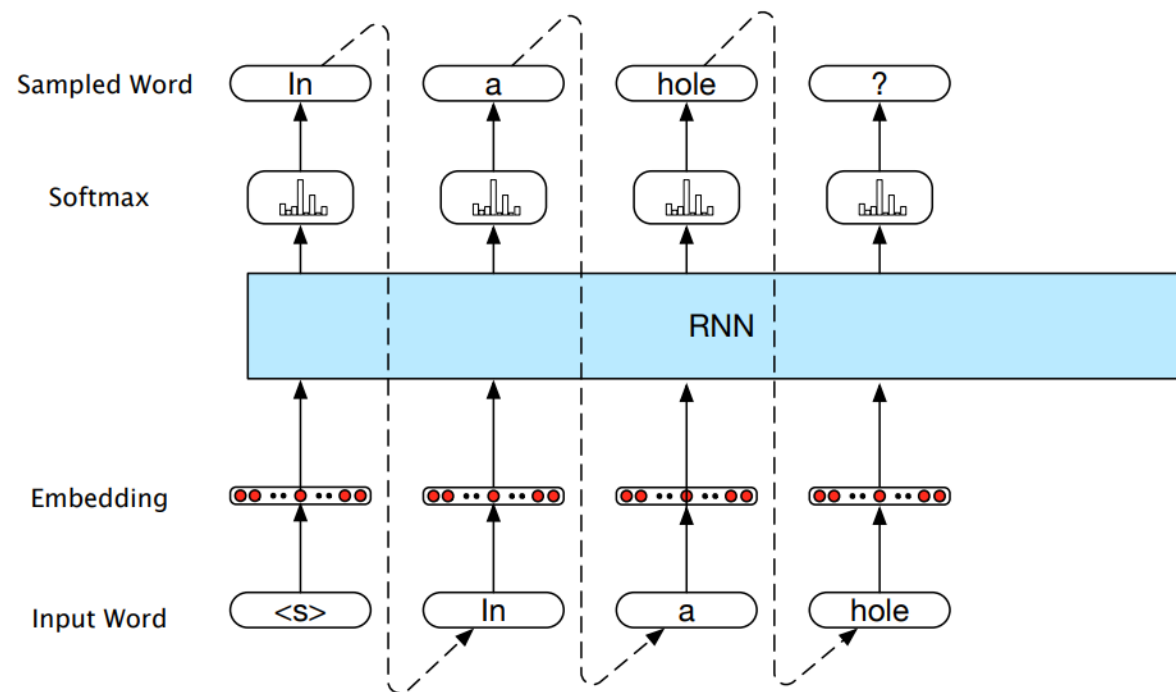 Sampled Word In a hole ?
Softmax
RNN
Embedding
Input Word <s> In a hole